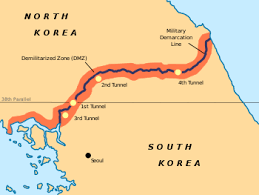 NORTH
KOREA
Military
Demarcation
Line
Demilitarized Zone (DMZ)
2nd Tunnel
4th Tunnel
38th Parallel
1st Tunnel
3rd Tunnel
Seoul
SOUTH
KOREA